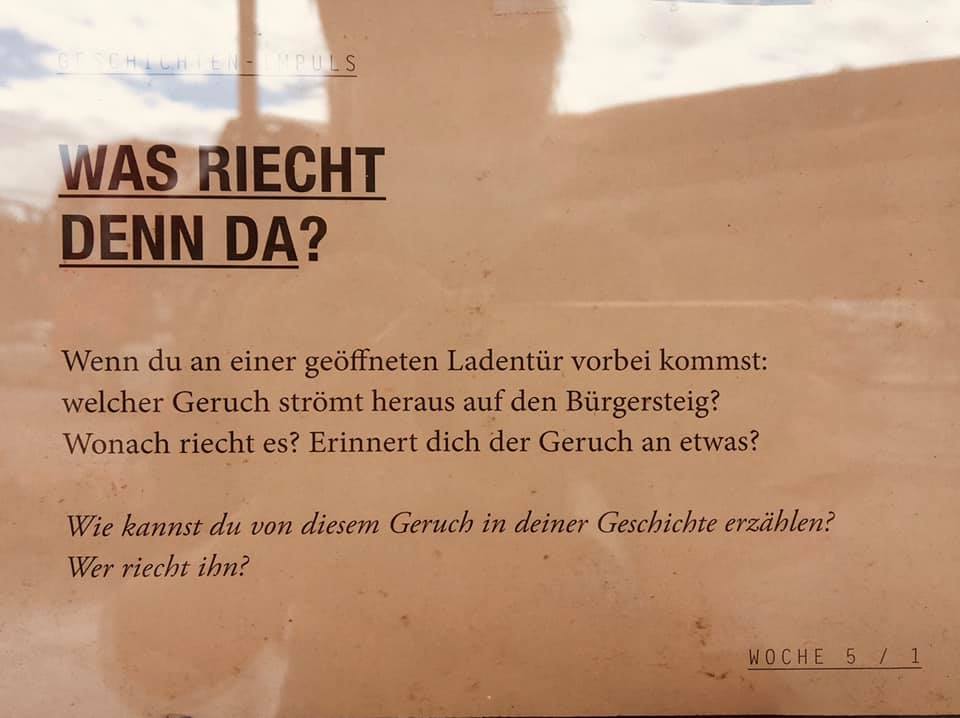 GESCHICHTEN-IMPULS
WAS RIECHT
DENN DA?
Wenn du an einer geöffneten Ladentür vorbei kommst:
welcher Geruch strömt heraus auf den Bürgersteig?
Wonach riecht es? Erinnert dich der Geruch an etwas?
Wie kannst du von diesem Geruch in deiner Geschichte erzählen?
Wer riecht ihn?
WOCHE 5 / 1